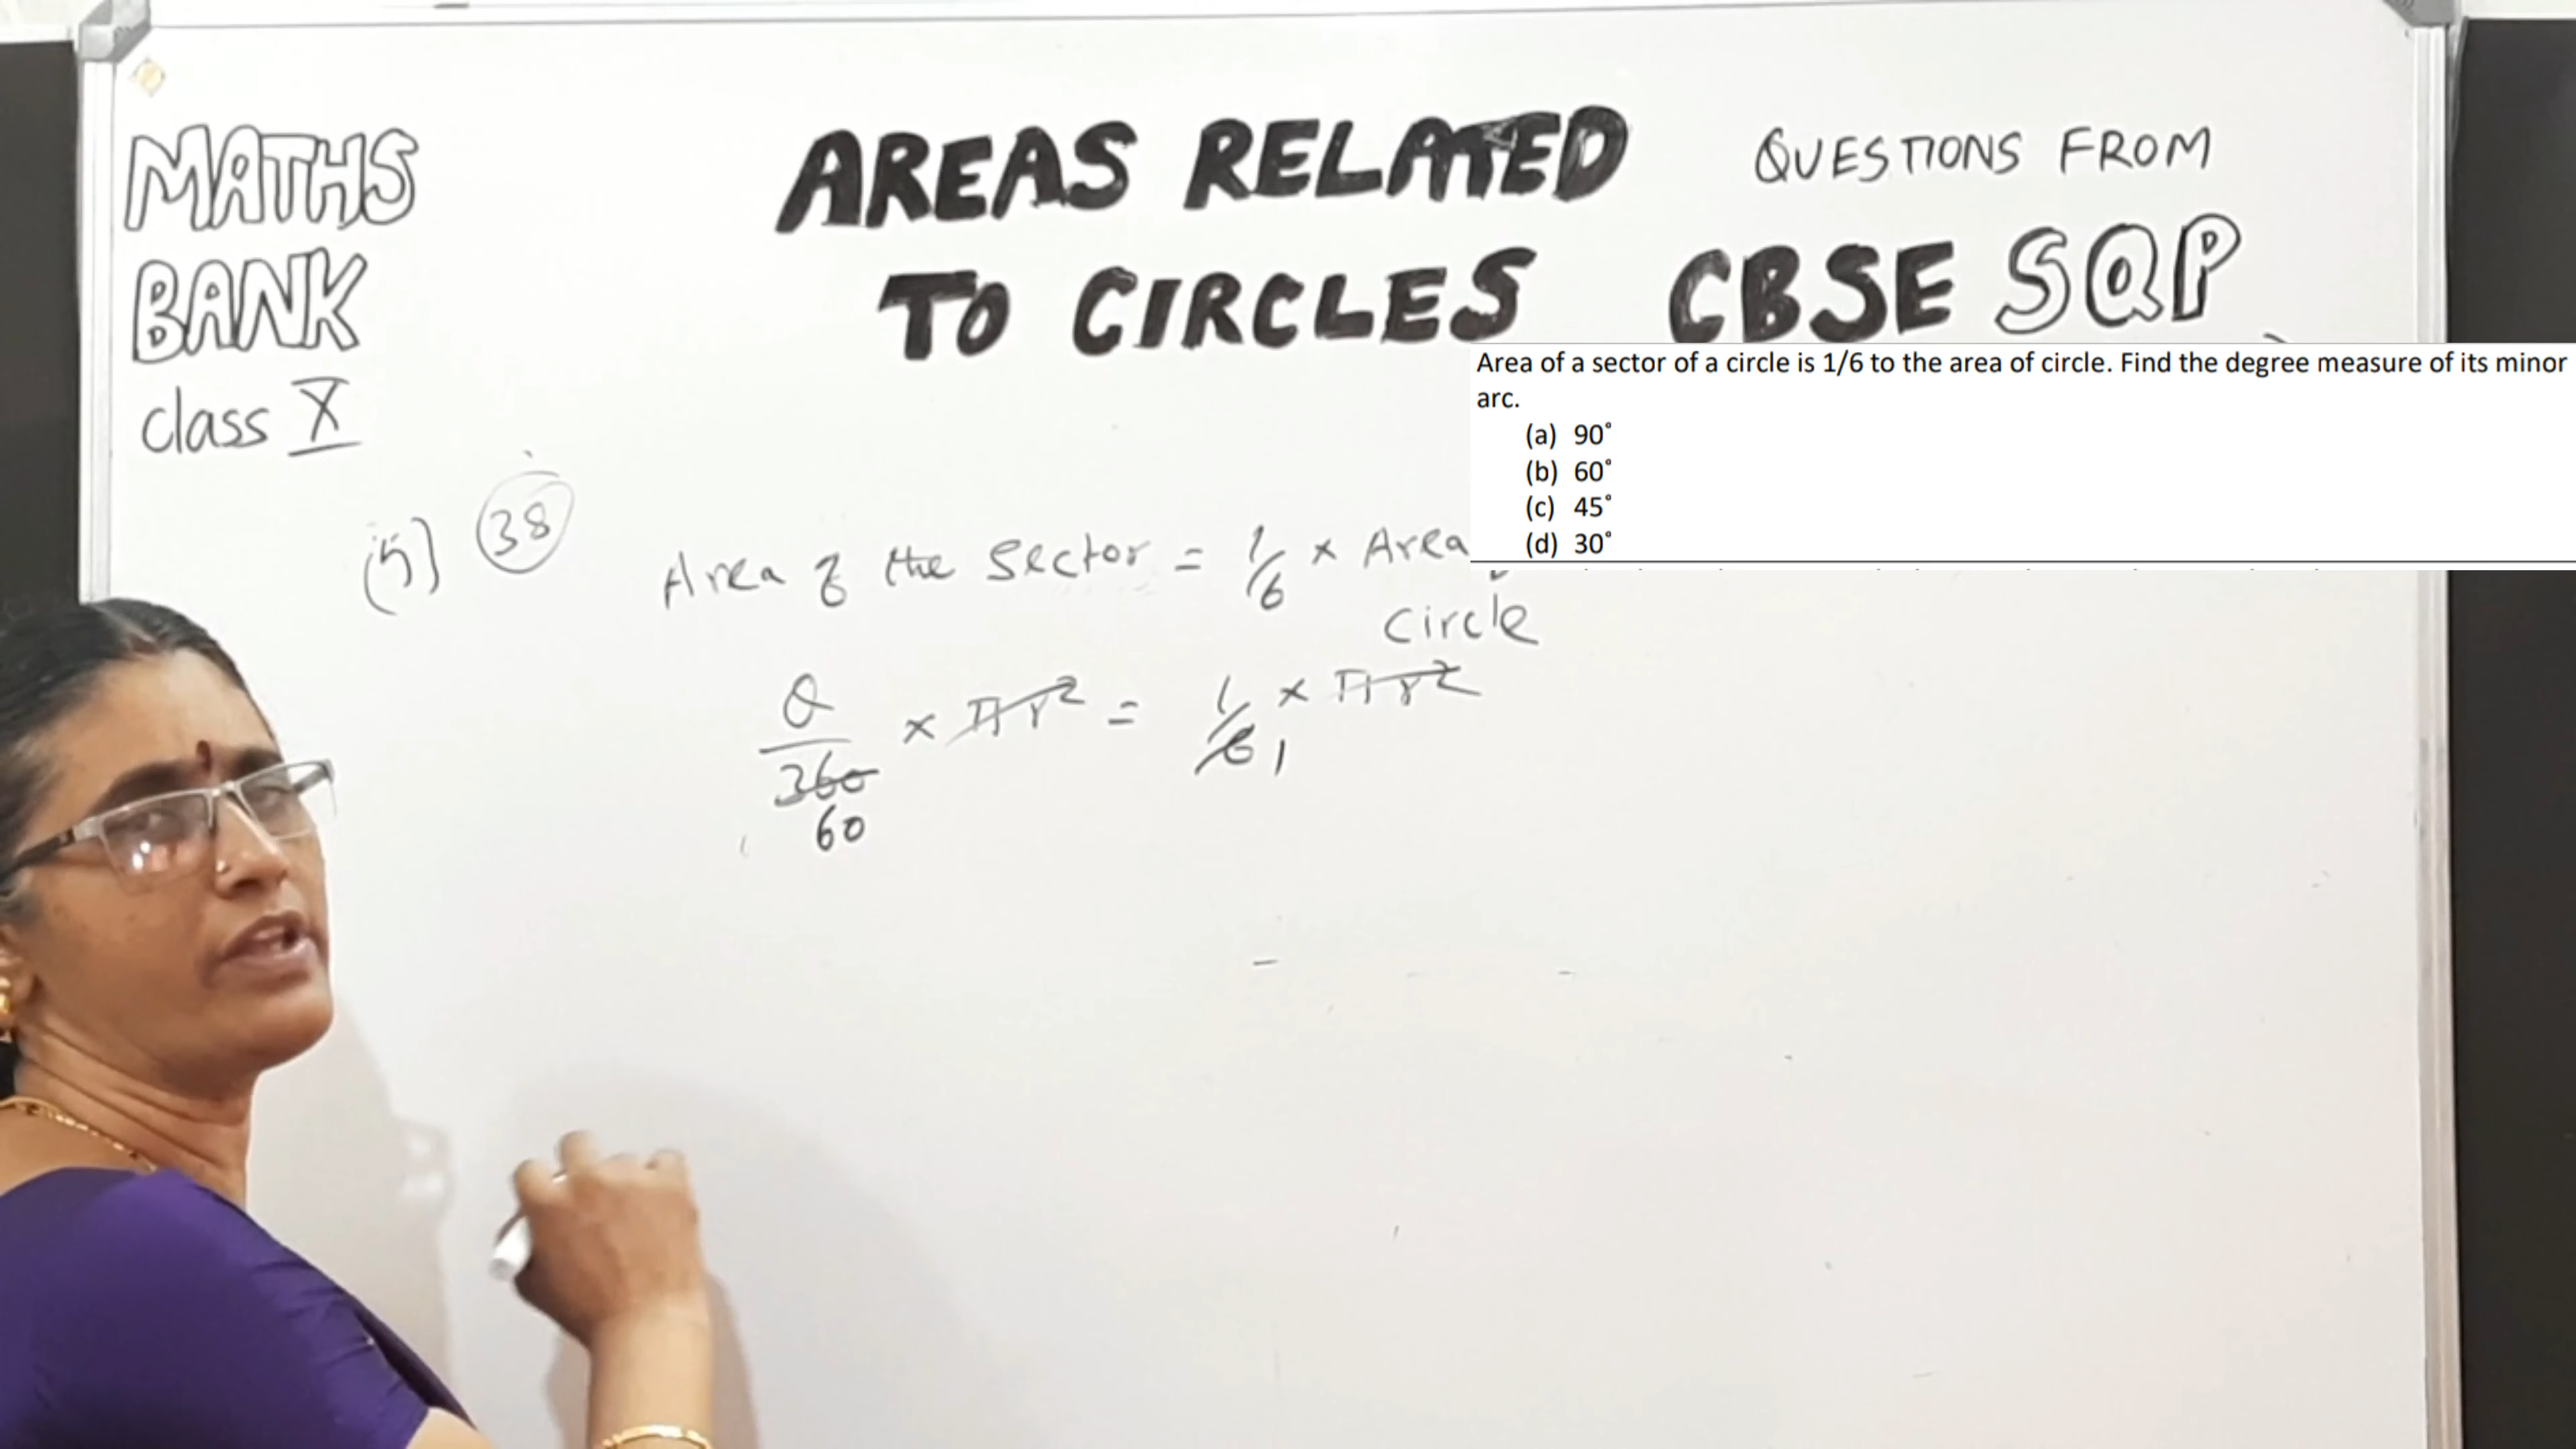 MATHS
BANK
class X
AREAS RELATED
TO CIRCLES
QUESTIONS FROM
CBSE SQP
Area of a sector of a circle is 1/6 to the area of circle. Find the degree measure of its minor
arc.
(a) 90°
(b) 60°
(c) 45°
(d) 30°
38
Area of the Sector = 1/6 × Area
Circle
θ/360 × πr² = 1/6 × πr²
60 1